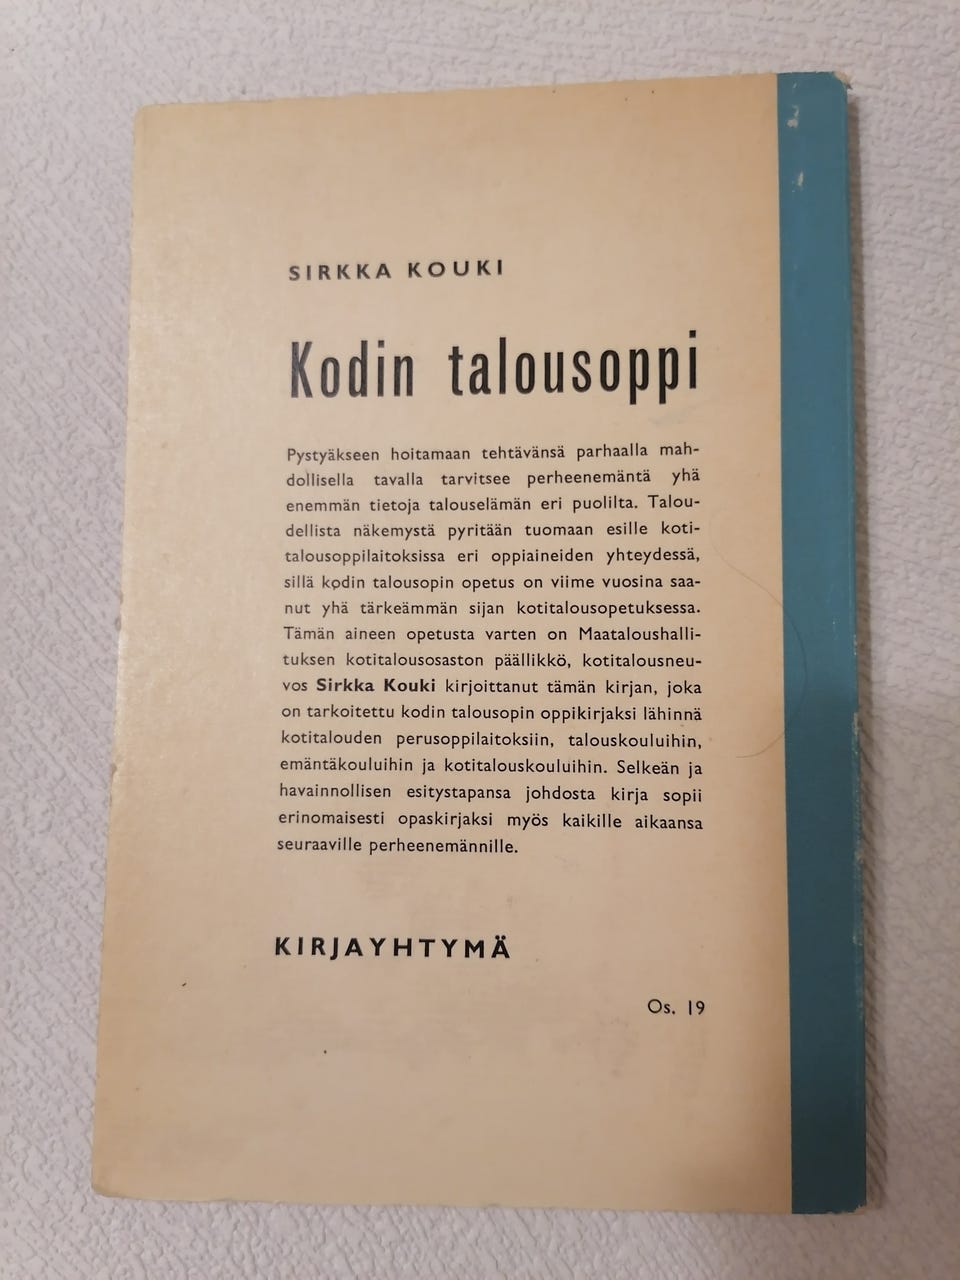 SIRKKA KOUKI
Kodin talousoppi
Pystyäkseen hoitamaan tehtävänsä parhaalla mah-
dollisella tavalla tarvitsee perheenemäntä yhä
enemmän tietoja talouselämän eri puolilta. Talou-
dellista näkemystä pyritään tuomaan esille koti-
talousoppilaitoksissa eri oppiaineiden yhteydessä,
sillä kodin talousopin opetus on viime vuosina saa-
nut yhä tärkeämmän sijan kotitalousopetuksessa.
Tämän aineen opetusta varten on Maataloushalli-
tuksen kotitalousosaston päällikkö, kotitalousneu-
vos Sirkka Kouki kirjoittanut tämän kirjan, joka
on tarkoitettu kodin talousopin oppikirjaksi lähinnä
kotitalouden perusoppilaitoksiin, talouskouluihin,
emäntäkouluihin ja kotitalouskouluihin. Selkeän ja
havainnollisen esitystapansa johdosta kirja sopii
erinomaisesti opaskirjaksi myös kaikille aikaansa
seuraaville perheenemännille.
KIRJAYHTYMÄ
Os. 19